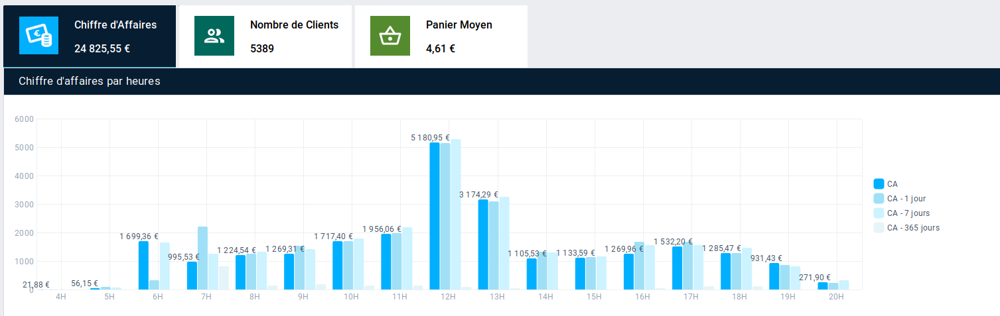 Chiffre d'Affaires
24 825,55 €
Nombre de Clients
5389
Panier Moyen
4,61 €
Chiffre d'affaires par heures
6000
5000
4000
3000
2000
1000
0
21,88 €
56,15 €
1 699,36 €
995,53 €
1 224,54 €
1 269,31 €
1 717,40 €
1 956,06 €
5 180,95 €
3 174,29 €
1 105,53 €
1 133,59 €
1 269,96 €
1 532,20 €
1 285,47 €
931,43 €
271,90 €
4H 5H 6H 7H 8H 9H 10H 11H 12H 13H 14H 15H 16H 17H 18H 19H 20H
CA
CA - 1 jour
CA - 7 jours
CA - 365 jours